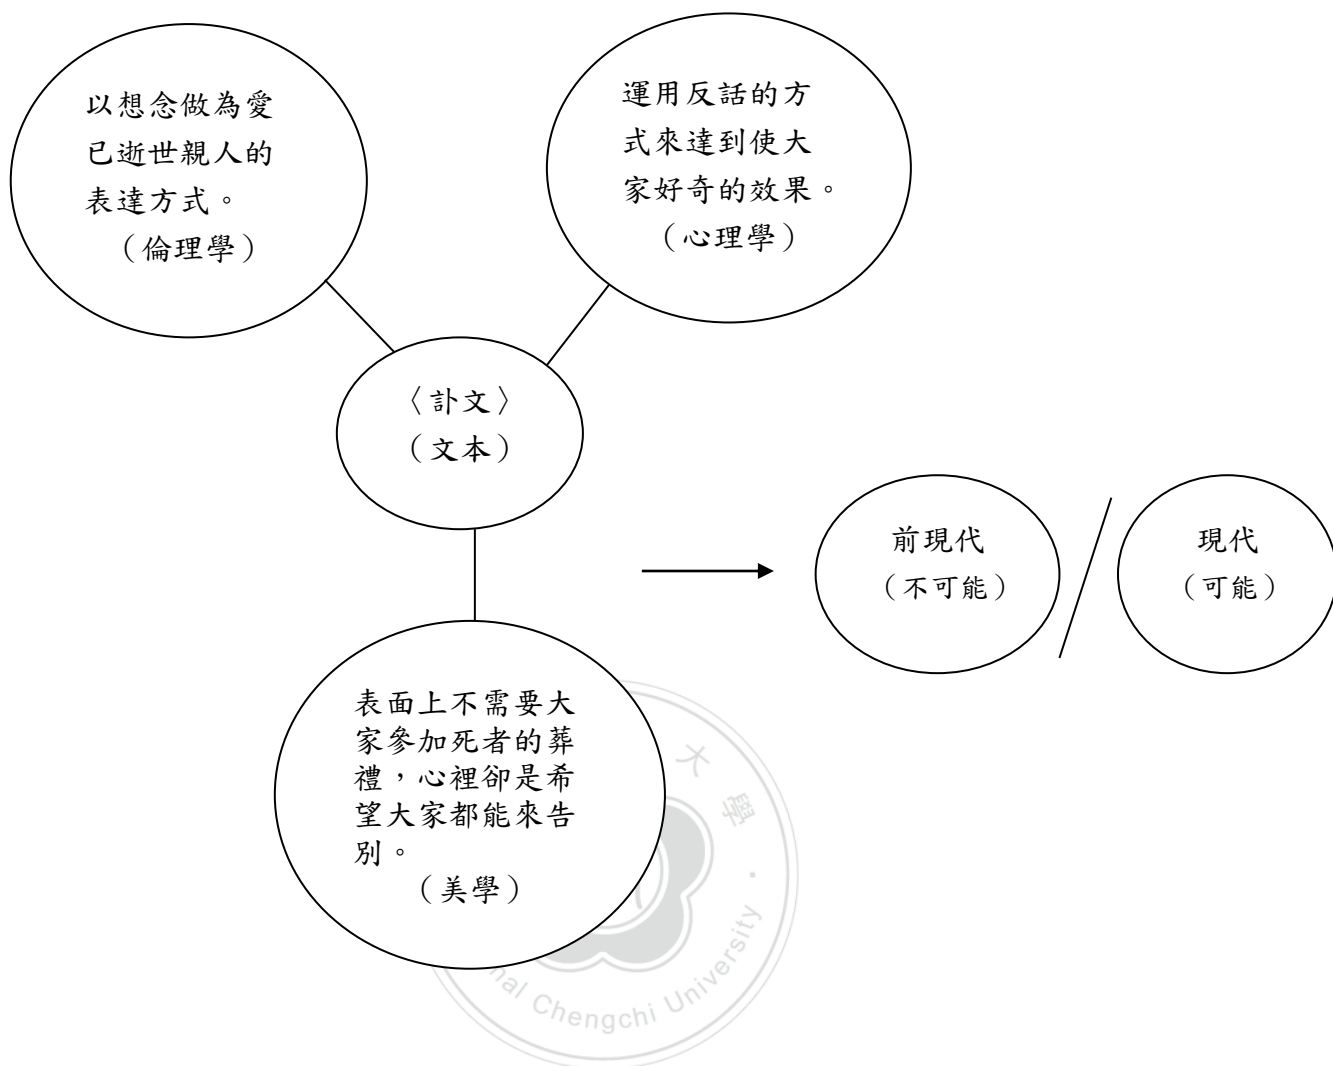 以想念做為愛
已逝世親人的
表達方式。
（倫理學）
運用反話的方
式來達到使大
家好奇的效果。
（心理學）
〈訃文〉
（文本）
前現代
（不可能）
現代
（可能）
表面上不需要大
家參加死者的葬
禮，心裡卻是希
望大家都能來告
別。
（美學）
大學
Chengchi University